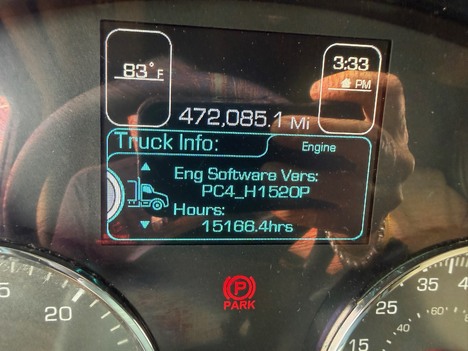 83°F
3:33
PM
472,085.1 Mi
Truck Info:
Engine
Eng Software Vers:
PC4_H1520P
Hours:
15166.4hrs
P
PARK
20
15
25
35
45
60